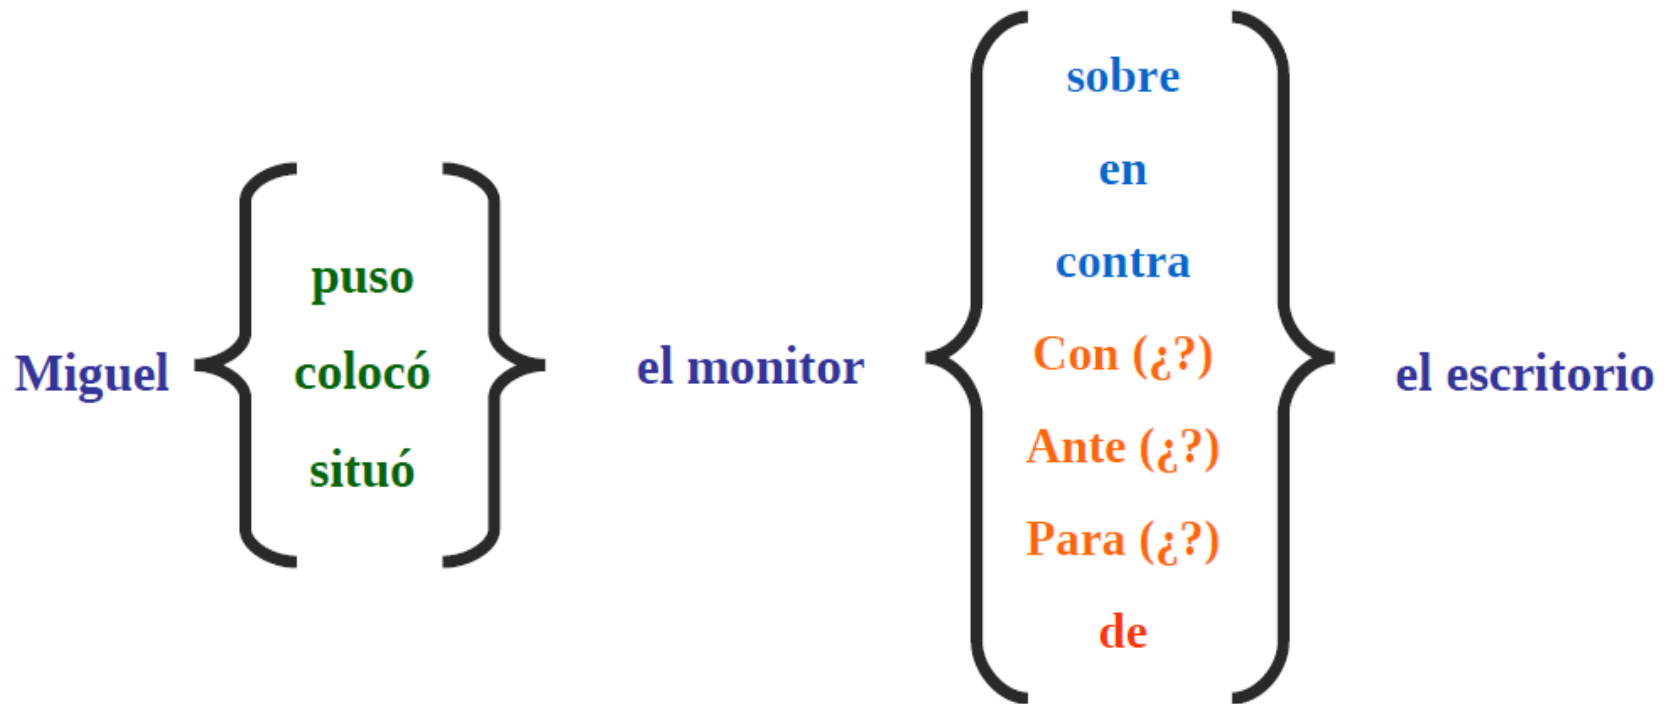 Miguel
puso
colocó
situó
el monitor
sobre
en
contra
Con (¿?)
Ante (¿?)
Para (¿?)
de
el escritorio